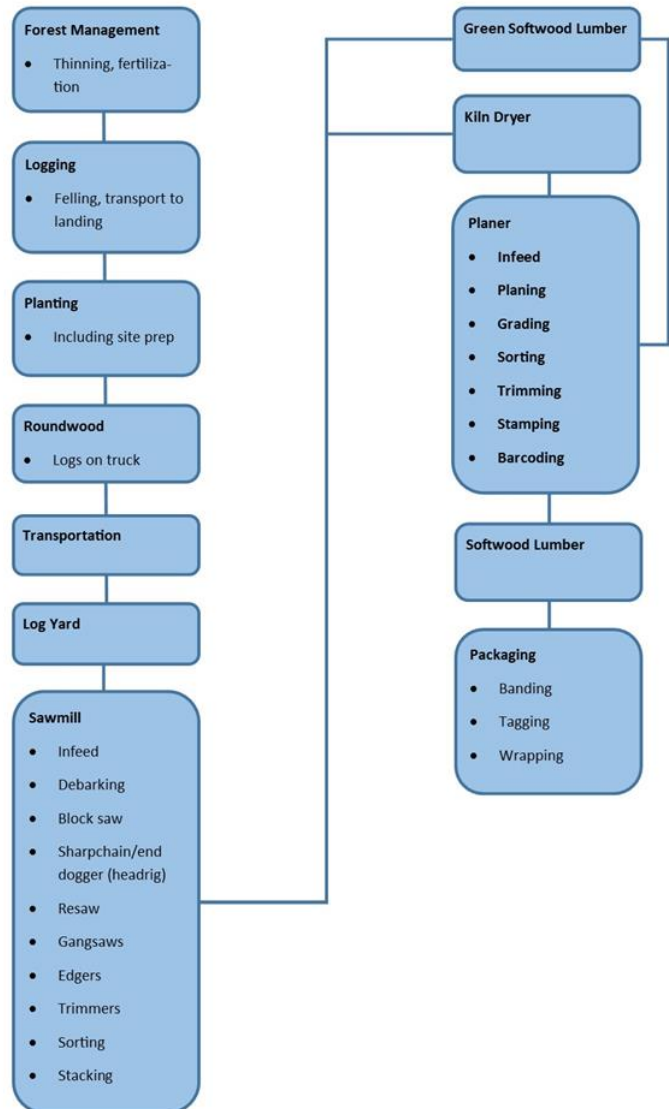 Forest Management
• Thinning, fertiliza-
tion
Logging
• Felling, transport to
landing
Planting
• Including site prep
Roundwood
• Logs on truck
Transportation
Log Yard
Sawmill
• Infeed
• Debarking
• Block saw
• Sharpchain/end
dogger (headrig)
• Resaw
• Gangsaws
• Edgers
• Trimmers
• Sorting
• Stacking
Green Softwood Lumber
Kiln Dryer
Planer
• Infeed
• Planing
• Grading
• Sorting
• Trimming
• Stamping
• Barcoding
Softwood Lumber
Packaging
• Banding
• Tagging
• Wrapping